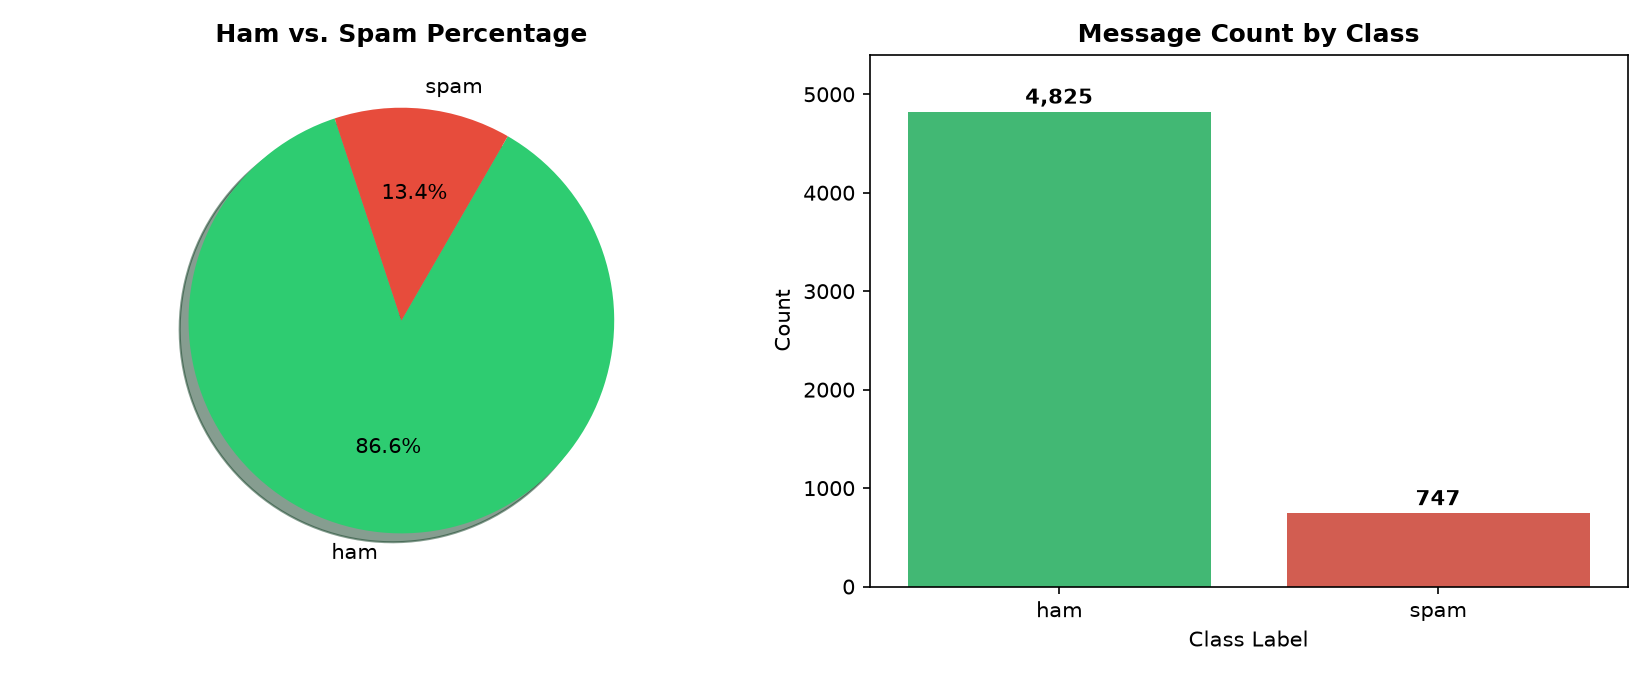 Ham vs. Spam Percentage
spam
13.4%
86.6%
ham
Message Count by Class
5000
4000
3000
2000
1000
0
Count
4,825
747
ham
spam
Class Label